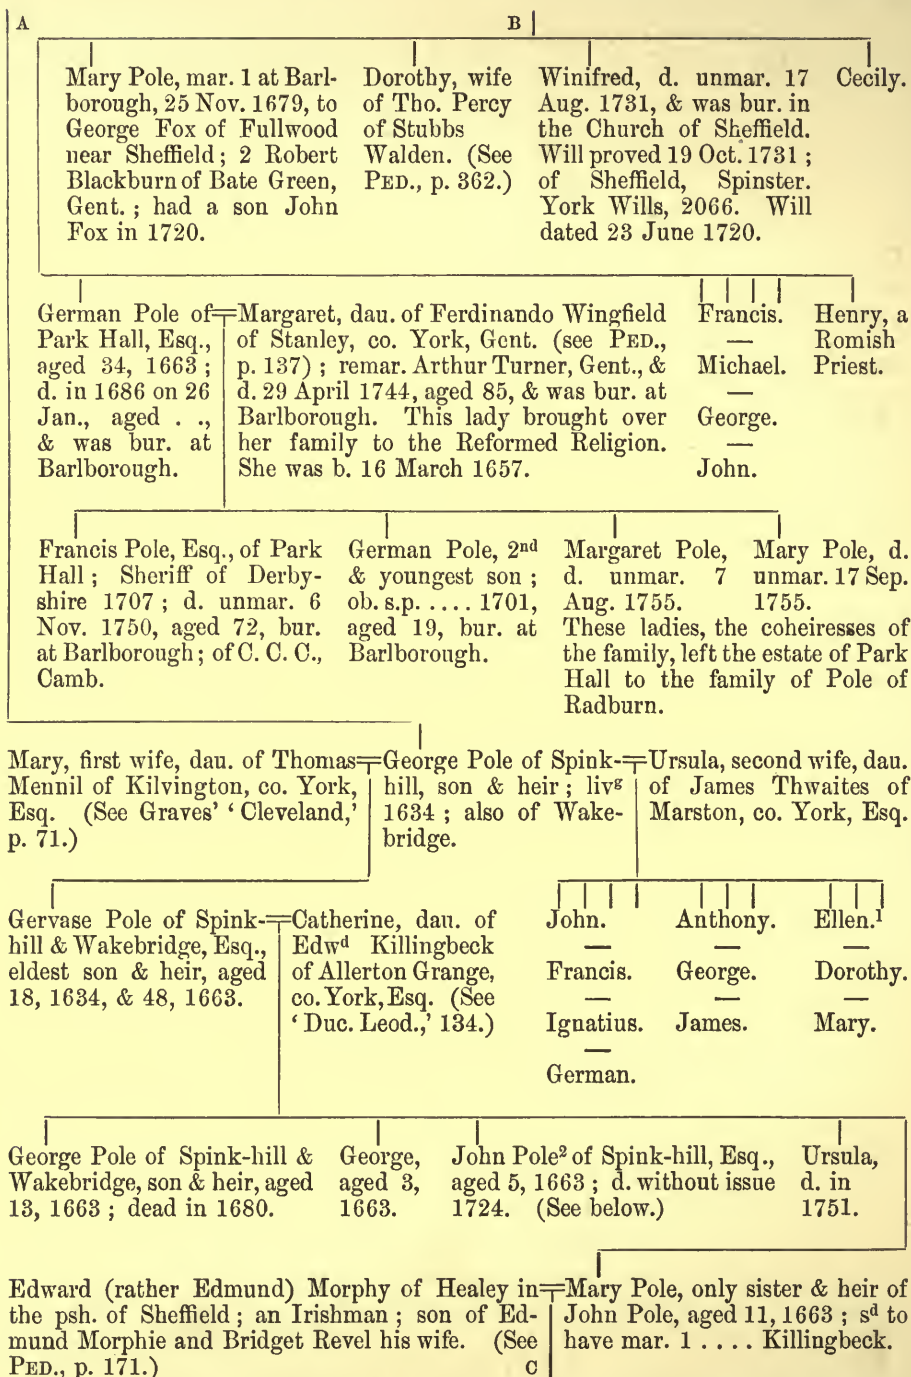 A B
Mary Pole, mar. 1 at Barl-
borough, 25 Nov. 1679, to
George Fox of Fullwood
near Sheffield; 2 Robert
Blackburn of Bate Green,
Gent.; had a son John
Fox in 1720.
Dorothy, wife
of Tho. Percy
of Stubbs
Walden. (See
PED., p. 362.)
Winifred, d. unmar. 17
Aug. 1731, & was bur. in
the Church of Sheffield.
Will proved 19 Oct. 1731;
of Sheffield, Spinster.
York Wills, 2066. Will
dated 23 June 1720.
Cecily.
German Pole of
Park Hall, Esq.,
aged 34, 1663;
d. in 1686 on 26
Jan., aged . .,
& was bur. at
Barlborough.
Margaret, dau. of Ferdinando Wingfield
of Stanley, co. York, Gent. (see PED.,
p. 137); remar. Arthur Turner, Gent., &
d. 29 April 1744, aged 85, & was bur. at
Barlborough. This lady brought over
her family to the Reformed Religion.
She was b. 16 March 1657.
Francis.
—
Michael.
—
George.
—
John.
Henry, a
Romish
Priest.
Francis Pole, Esq., of Park
Hall; Sheriff of Derby-
shire 1707; d. unmar. 6
Nov. 1750, aged 72, bur.
at Barlborough; of C. C. C.,
Camb.
German Pole, 2nd
& youngest son;
ob. s.p. .... 1701,
aged 19, bur. at
Barlborough.
Margaret Pole,
d. unmar. 7
Aug. 1755.
Mary Pole, d.
unmar. 17 Sep.
1755.
These ladies, the coheiresses of
the family, left the estate of Park
Hall to the family of Pole of
Radburn.
Mary, first wife, dau. of Thomas
Mennil of Kilvington, co. York,
Esq. (See Graves' 'Cleveland,'
p. 71.)
George Pole of Spink-
hill, son & heir; livg
1634; also of Wake-
bridge.
Ursula, second wife, dau.
of James Thwaites of
Marston, co. York, Esq.
Gervase Pole of Spink-
hill & Wakebridge, Esq.,
eldest son & heir, aged
18, 1634, & 48, 1663.
Catherine, dau. of
Edwd Killingbeck
of Allerton Grange,
co. York, Esq. (See
'Duc. Leod.,' 134.)
John.
—
Francis.
—
Ignatius.
—
German.
Anthony.
—
George.
—
James.
Ellen.1
—
Dorothy.
—
Mary.
George Pole of Spink-hill &
Wakebridge, son & heir, aged
13, 1663; dead in 1680.
George,
aged 3,
1663.
John Pole2 of Spink-hill, Esq.,
aged 5, 1663; d. without issue
1724. (See below.)
Ursula,
d. in
1751.
Edward (rather Edmund) Morphy of Healey in
the psh. of Sheffield; an Irishman; son of Ed-
mund Morphie and Bridget Revel his wife. (See
PED., p. 171.)
Mary Pole, only sister & heir of
John Pole, aged 11, 1663; sd to
have mar. 1 .... Killingbeck.
C